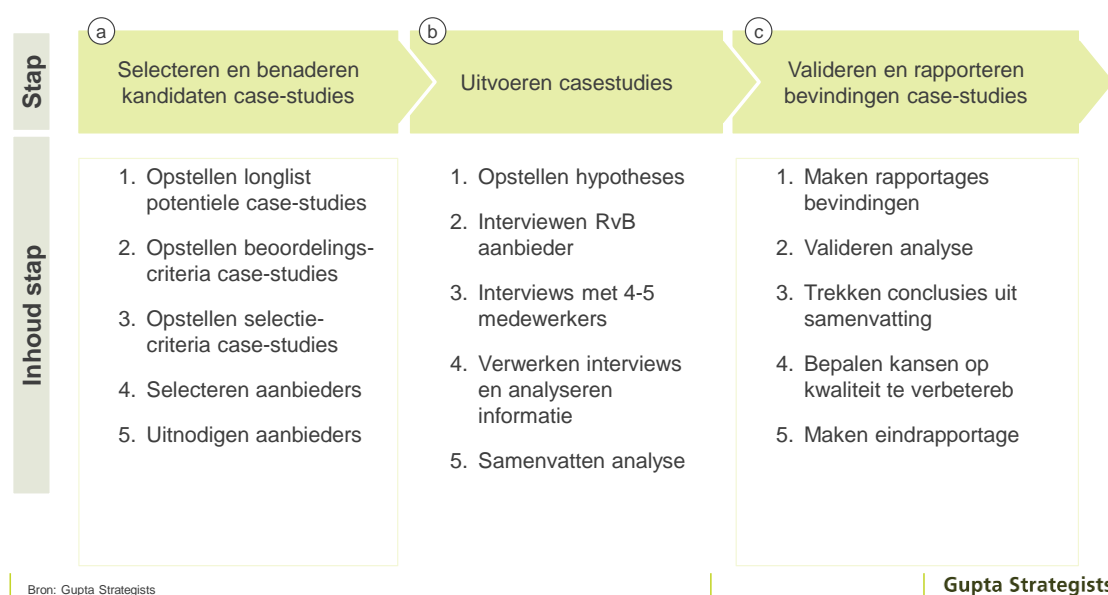 a
b
c
Stap
Selecteren en benaderen
kandidaten case-studies
Uitvoeren casestudies
Valideren en rapporteren
bevindingen case-studies
Inhoud stap
1. Opstellen longlist
potentiele case-studies
2. Opstellen beoordelings-
criteria case-studies
3. Opstellen selectie-
criteria case-studies
4. Selecteren aanbieders
5. Uitnodigen aanbieders
1. Opstellen hypotheses
2. Interviewen RvB
aanbieder
3. Interviews met 4-5
medewerkers
4. Verwerken interviews
en analyseren
informatie
5. Samenvatten analyse
1. Maken rapportages
bevindingen
2. Valideren analyse
3. Trekken conclusies uit
samenvatting
4. Bepalen kansen op
kwaliteit te verbetereb
5. Maken eindrapportage
Bron: Gupta Strategists
Gupta Strategists